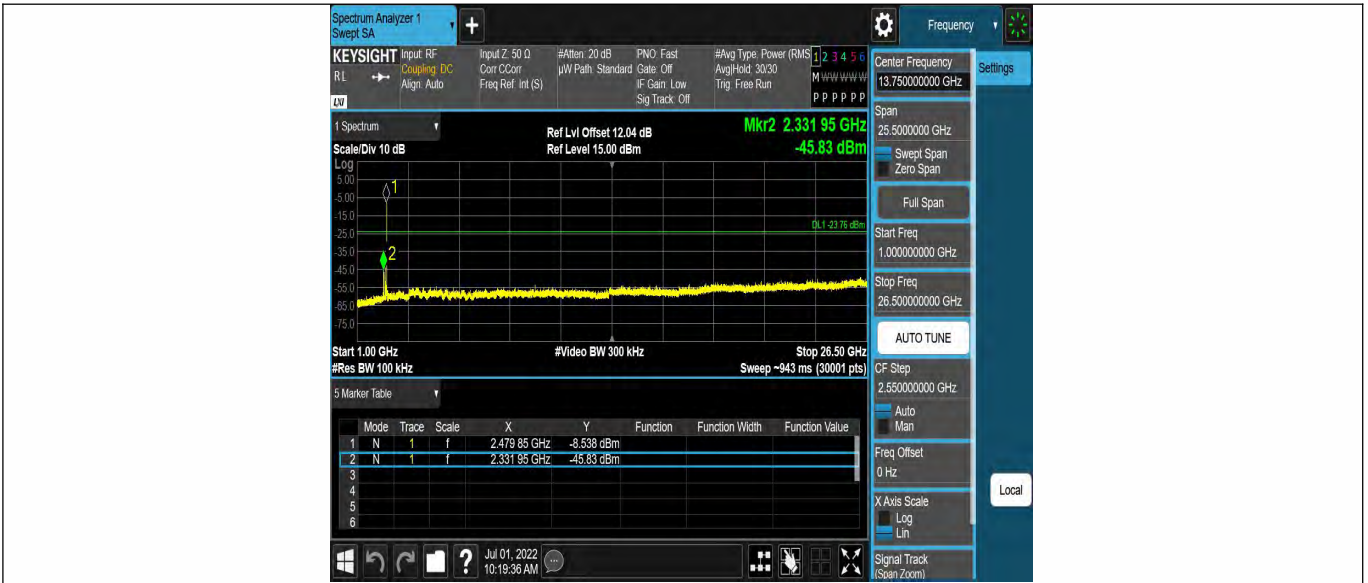 Spectrum Analyzer 1
Swept SA
+
Frequency
KEYSIGHT
RL
LXI
Input: RF
Coupling: DC
Align: Auto
Input Z: 50 Ω
Corr CCorr
Freq Ref: Int (S)
#Atten: 20 dB
µW Path: Standard
PNO: Fast
Gate: Off
IF Gain: Low
Sig Track: Off
#Avg Type: Power (RMS
Avg|Hold: 30/30
Trig: Free Run
1 2 3 4 5 6
M W W W W W
P P P P P P
1 Spectrum
Scale/Div 10 dB
Ref Lvl Offset 12.04 dB
Ref Level 15.00 dBm
Mkr2 2.331 95 GHz
-45.83 dBm
Log
5.00
-5.00
-15.0
-25.0
-35.0
-45.0
-55.0
-65.0
-75.0
1
2
DL1 -23.76 dBm
Start 1.00 GHz
#Res BW 100 kHz
#Video BW 300 kHz
Stop 26.50 GHz
Sweep ~943 ms (30001 pts)
5 Marker Table
Mode Trace Scale X Y Function Function Width Function Value
1 N 1 f 2.479 85 GHz -8.538 dBm
2 N 1 f 2.331 95 GHz -45.83 dBm
3
4
5
6
Center Frequency
13.750000000 GHz
Settings
Span
25.5000000 GHz
Swept Span
Zero Span
Full Span
Start Freq
1.000000000 GHz
Stop Freq
26.500000000 GHz
AUTO TUNE
CF Step
2.550000000 GHz
Auto
Man
Freq Offset
0 Hz
X Axis Scale
Log
Lin
Local
Signal Track
(Span Zoom)
?
Jul 01, 2022
10:19:36 AM